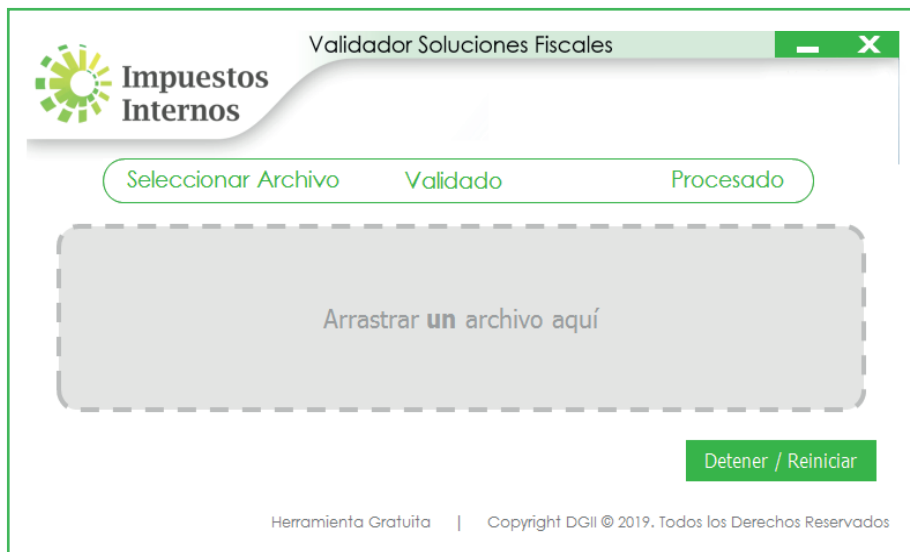 Validador Soluciones Fiscales
Impuestos
Internos
Seleccionar Archivo Validado Procesado
Arrastrar un archivo aquí
Detener / Reiniciar
Herramienta Gratuita | Copyright DGII © 2019. Todos los Derechos Reservados